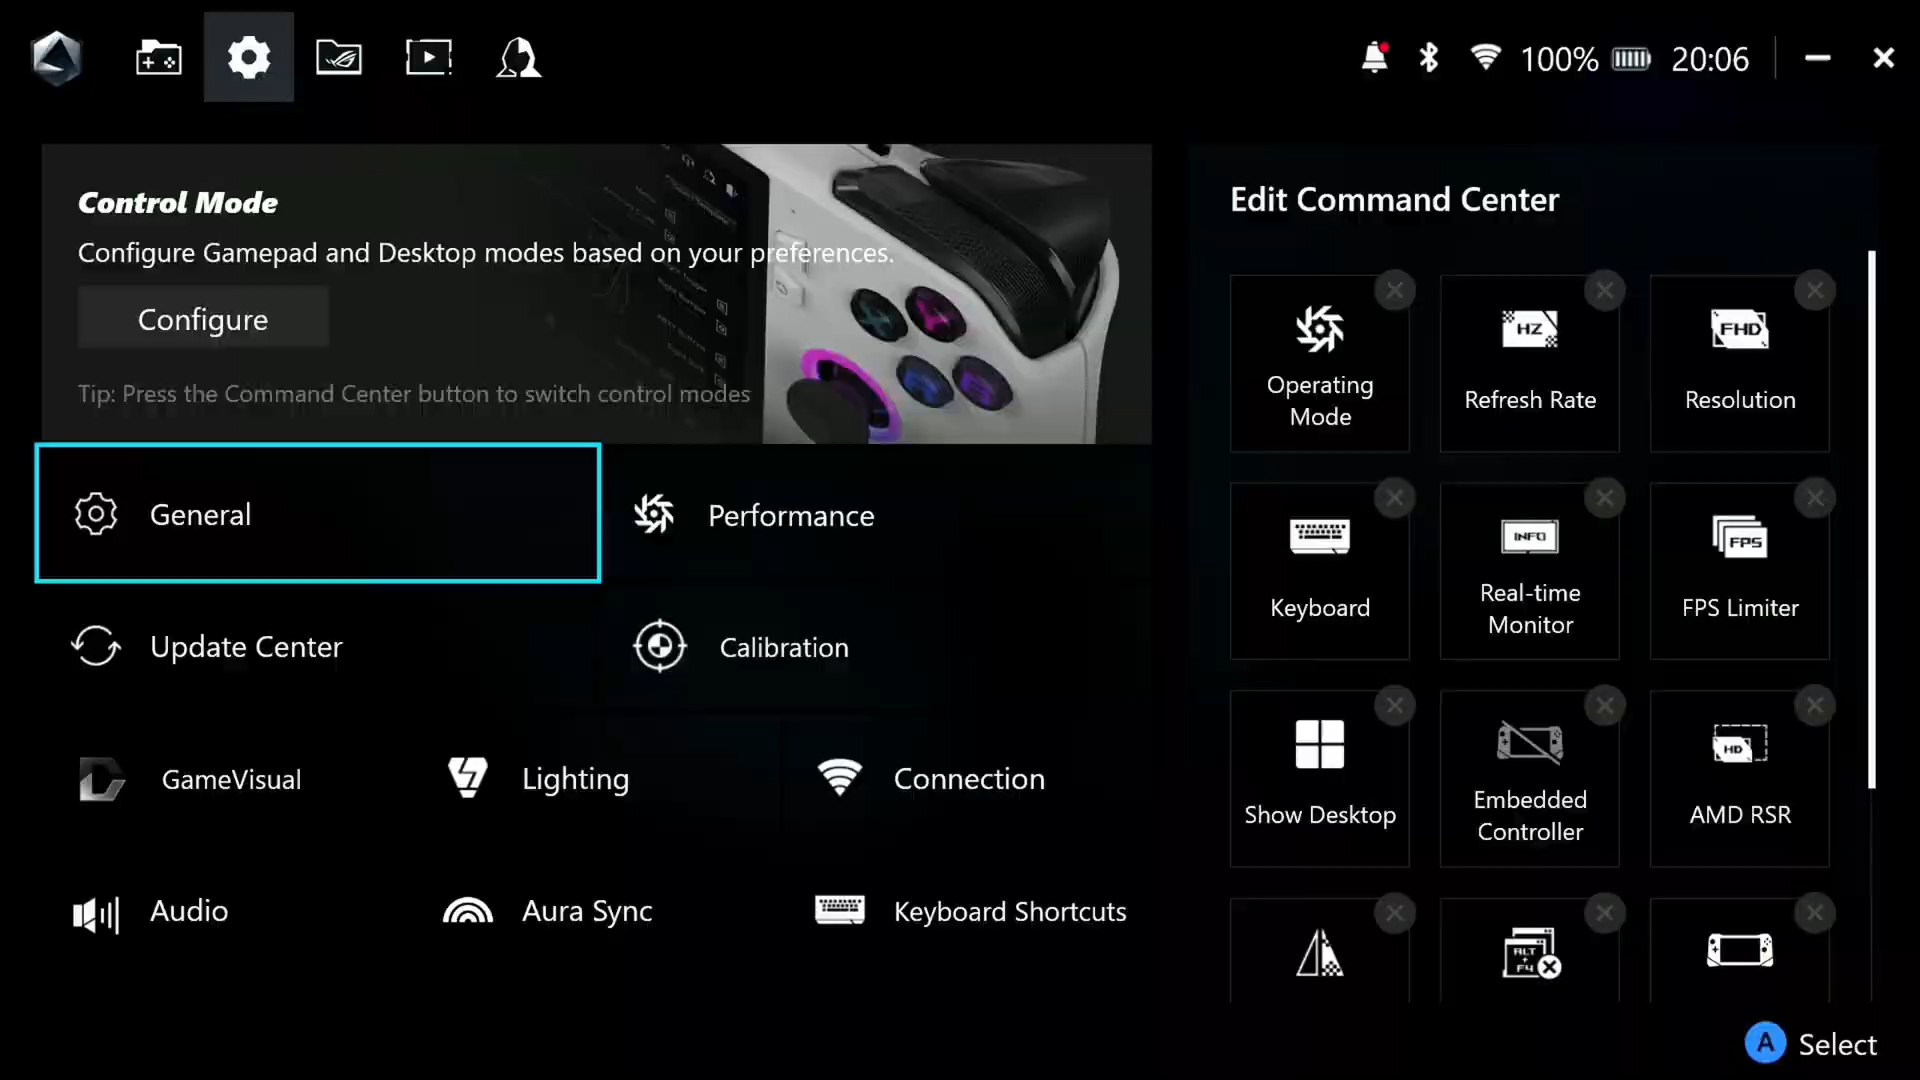 100% 20:06
Control Mode
Configure Gamepad and Desktop modes based on your preferences.
Configure
Tip: Press the Command Center button to switch control modes
General
Performance
Update Center
Calibration
GameVisual
Lighting
Connection
Audio
Aura Sync
Keyboard Shortcuts
Edit Command Center
Operating
Mode
HZ
Refresh Rate
FHD
Resolution
Keyboard
INFO
Real-time
Monitor
FPS
FPS Limiter
Show Desktop
Embedded
Controller
HD
AMD RSR
ALT
+
F4
A Select